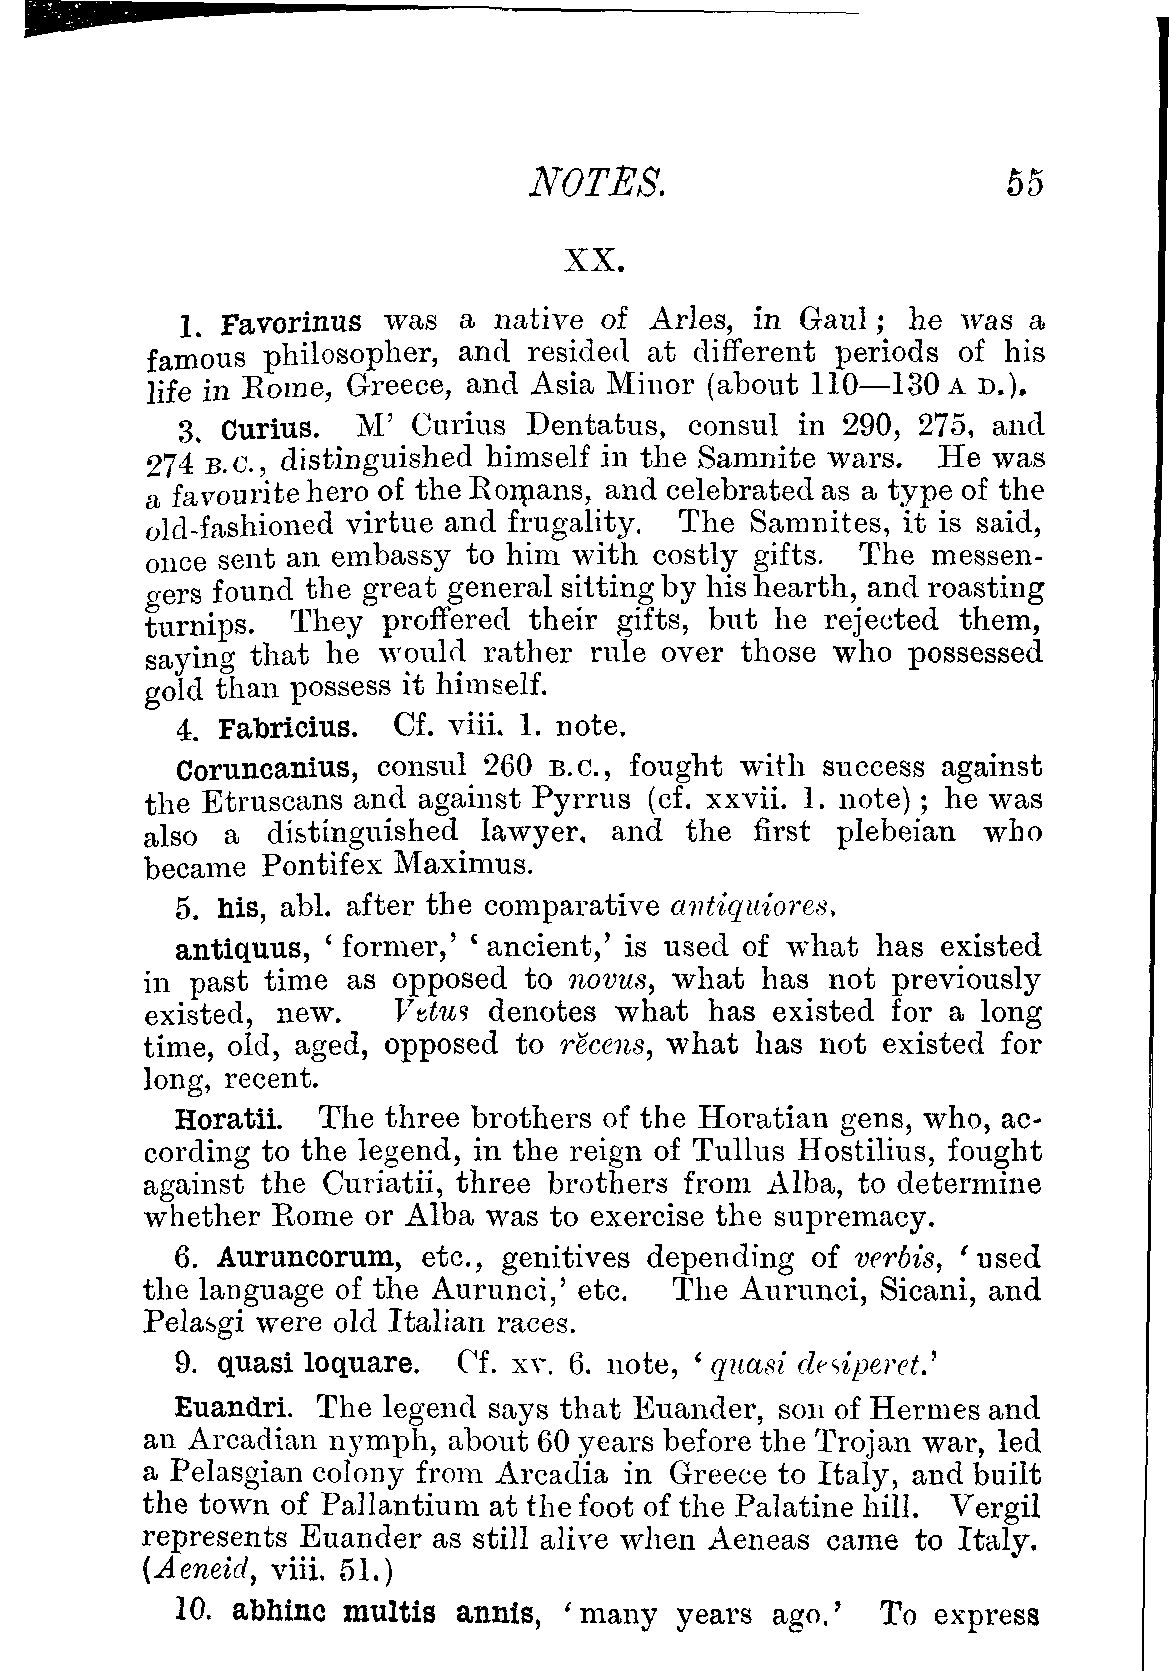 NOTES. 55
XX.
1. Favorinus was a native of Arles, in Gaul; he was a
famous philosopher, and resided at different periods of his
life in Rome, Greece, and Asia Minor (about 110—130 A D.).
3. Curius. M' Curius Dentatus, consul in 290, 275, and
274 B.C., distinguished himself in the Samnite wars. He was
a favourite hero of the Romans, and celebrated as a type of the
old-fashioned virtue and frugality. The Samnites, it is said,
once sent an embassy to him with costly gifts. The messen-
gers found the great general sitting by his hearth, and roasting
turnips. They proffered their gifts, but he rejected them,
saying that he would rather rule over those who possessed
gold than possess it himself.
4. Fabricius. Cf. viii. 1. note.
Coruncanius, consul 260 B.C., fought with success against
the Etruscans and against Pyrrus (cf. xxvii. 1. note); he was
also a distinguished lawyer, and the first plebeian who
became Pontifex Maximus.
5. his, abl. after the comparative antiquiores.
antiquus, 'former,' 'ancient,' is used of what has existed
in past time as opposed to novus, what has not previously
existed, new. Vetus denotes what has existed for a long
time, old, aged, opposed to rĕcens, what has not existed for
long, recent.
Horatii. The three brothers of the Horatian gens, who, ac-
cording to the legend, in the reign of Tullus Hostilius, fought
against the Curiatii, three brothers from Alba, to determine
whether Rome or Alba was to exercise the supremacy.
6. Auruncorum, etc., genitives depending of verbis, 'used
the language of the Aurunci,' etc. The Aurunci, Sicani, and
Pelasgi were old Italian races.
9. quasi loquare. Cf. xv. 6. note, 'quasi desiperet.'
Euandri. The legend says that Euander, son of Hermes and
an Arcadian nymph, about 60 years before the Trojan war, led
a Pelasgian colony from Arcadia in Greece to Italy, and built
the town of Pallantium at the foot of the Palatine hill. Vergil
represents Euander as still alive when Aeneas came to Italy.
(Aeneid, viii. 51.)
10. abhinc multis annis, 'many years ago.' To express